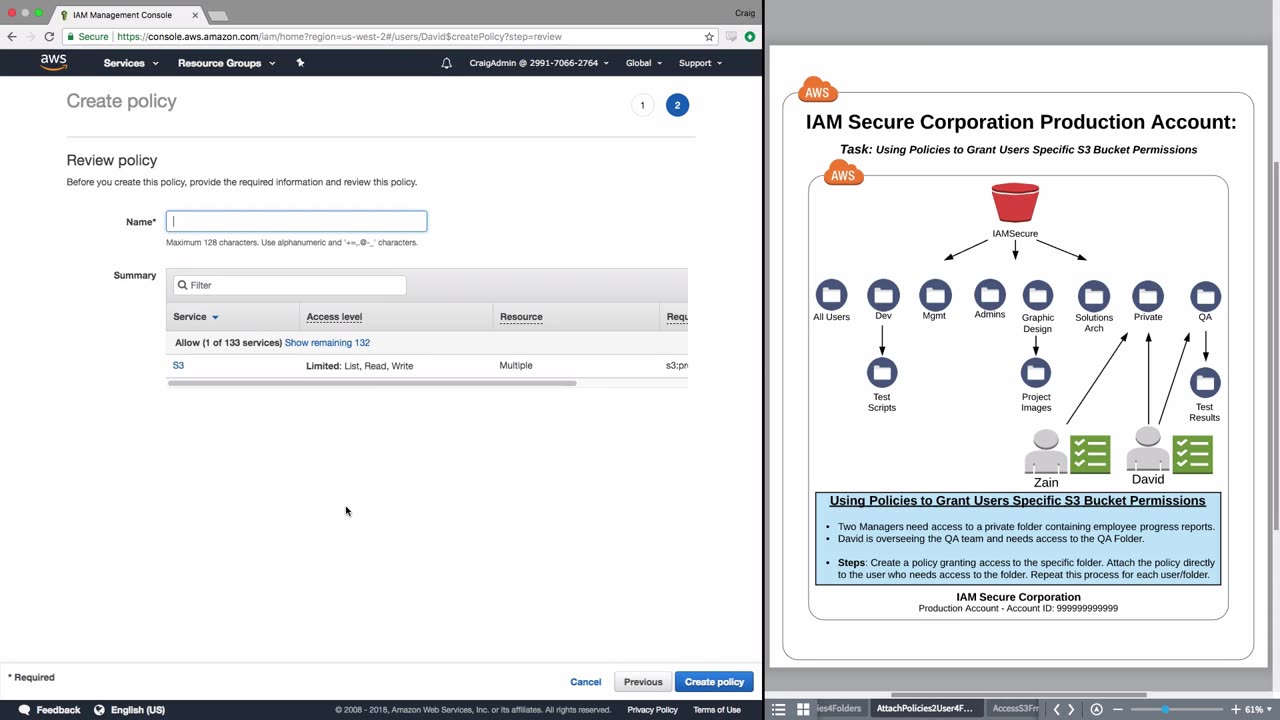 IAM Management Console
Craig
Secure
https://console.aws.amazon.com/iam/home?region=us-west-2#/users/David$createPolicy?step=review
aws
Services
Resource Groups
CraigAdmin @ 2991-7066-2764
Global
Support
Create policy
1
2
Review policy
Before you create this policy, provide the required information and review this policy.
Name*
Maximum 128 characters. Use alphanumeric and '+=,.@-_' characters.
Summary
Filter
Service
Access level
Resource
Requ
Allow (1 of 133 services) Show remaining 132
S3
Limited: List, Read, Write
Multiple
s3:pr
* Required
Cancel
Previous
Create policy
Feedback
English (US)
© 2008 - 2018, Amazon Web Services, Inc. or its affiliates. All rights reserved.
Privacy Policy
Terms of Use
AWS
IAM Secure Corporation Production Account:
Task: Using Policies to Grant Users Specific S3 Bucket Permissions
AWS
IAMSecure
All Users
Dev
Mgmt
Admins
Graphic
Design
Solutions
Arch
Private
QA
Test
Scripts
Project
Images
Test
Results
Zain
David
Using Policies to Grant Users Specific S3 Bucket Permissions
• Two Managers need access to a private folder containing employee progress reports.
• David is overseeing the QA team and needs access to the QA Folder.
• Steps: Create a policy granting access to the specific folder. Attach the policy directly
to the user who needs access to the folder. Repeat this process for each user/folder.
IAM Secure Corporation
Production Account - Account ID: 999999999999
ies4Folders
AttachPolicies2User4F...
AccessS3Fr
61%